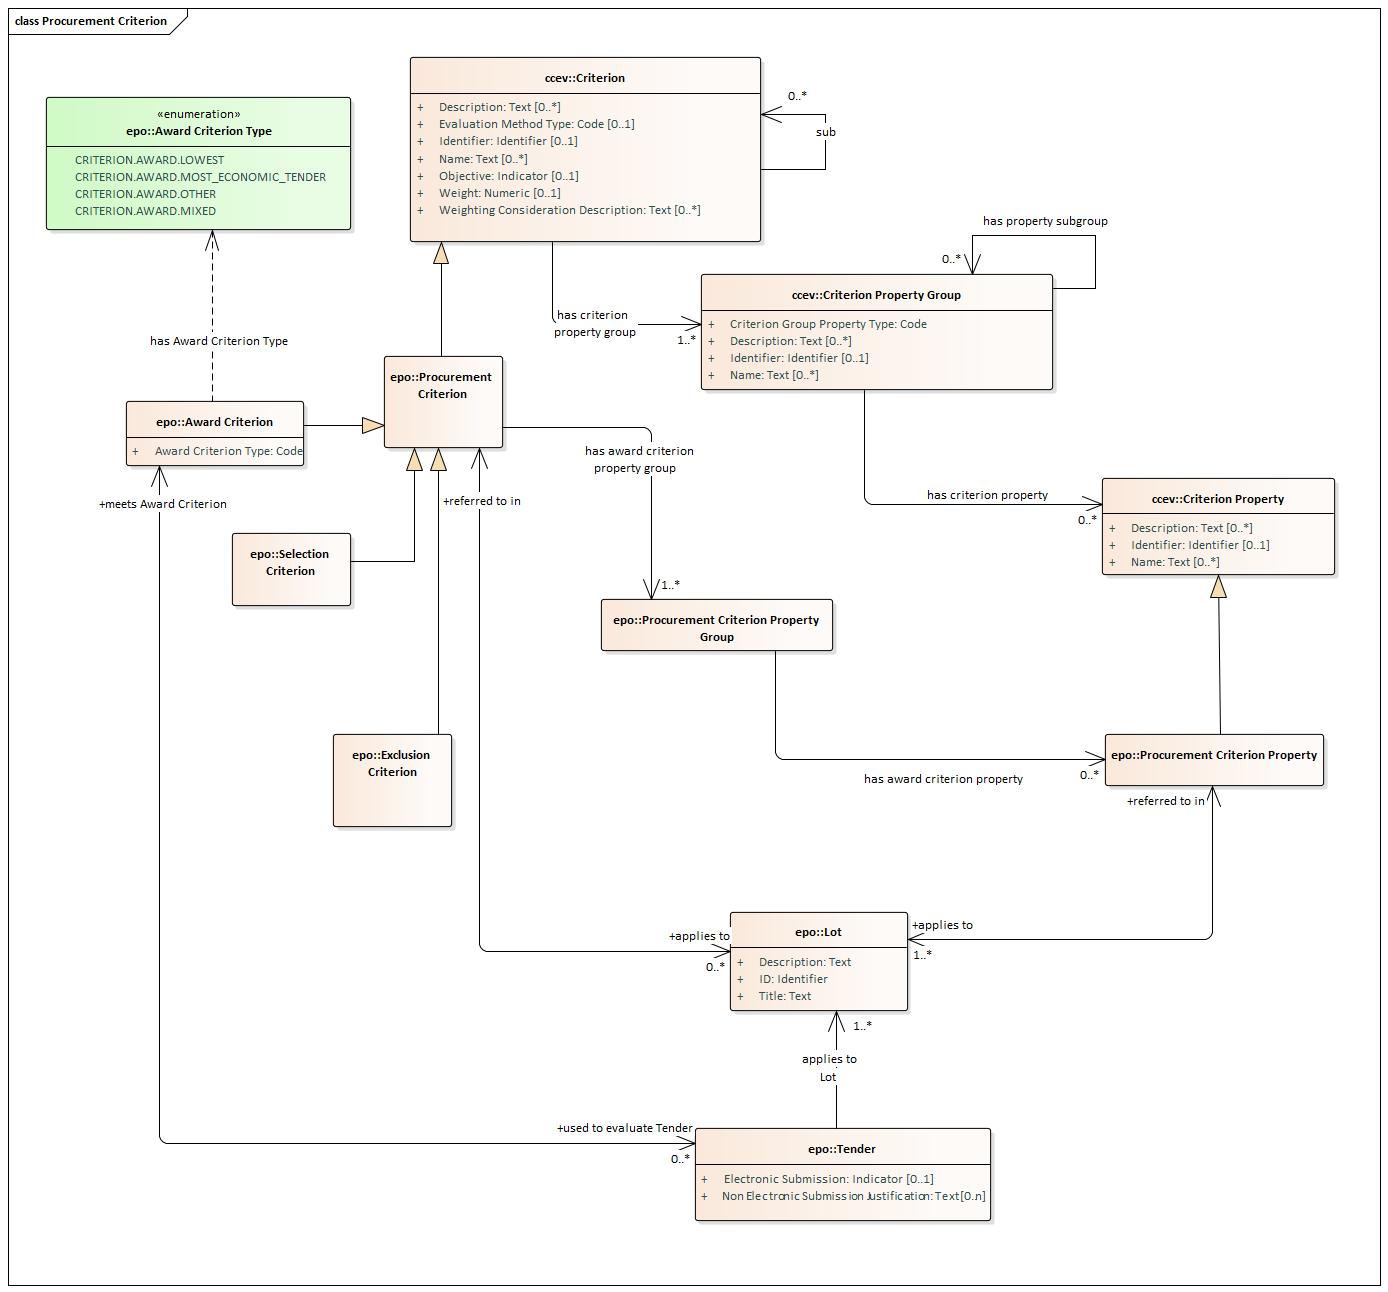 class Procurement Criterion
«enumeration»
epo::Award Criterion Type
CRITERION.AWARD.LOWEST
CRITERION.AWARD.MOST_ECONOMIC_TENDER
CRITERION.AWARD.OTHER
CRITERION.AWARD.MIXED
ccev::Criterion
+ Description: Text [0..*]
+ Evaluation Method Type: Code [0..1]
+ Identifier: Identifier [0..1]
+ Name: Text [0..*]
+ Objective: Indicator [0..1]
+ Weight: Numeric [0..1]
+ Weighting Consideration Description: Text [0..*]
0..*
sub
has property subgroup
0..*
ccev::Criterion Property Group
+ Criterion Group Property Type: Code
+ Description: Text [0..*]
+ Identifier: Identifier [0..1]
+ Name: Text [0..*]
has criterion
property group
1..*
has Award Criterion Type
epo::Procurement
Criterion
epo::Award Criterion
+ Award Criterion Type: Code
has award criterion
property group
+meets Award Criterion
+referred to in
has criterion property
0..*
ccev::Criterion Property
+ Description: Text [0..*]
+ Identifier: Identifier [0..1]
+ Name: Text [0..*]
epo::Selection
Criterion
1..*
epo::Procurement Criterion Property
Group
epo::Exclusion
Criterion
epo::Procurement Criterion Property
0..*
has award criterion property
+referred to in
+applies to
0..*
epo::Lot
+ Description: Text
+ ID: Identifier
+ Title: Text
+applies to
1..*
1..*
applies to
Lot
+used to evaluate Tender
0..*
epo::Tender
+ Electronic Submission: Indicator [0..1]
+ Non Electronic Submission Justification: Text[0.n]